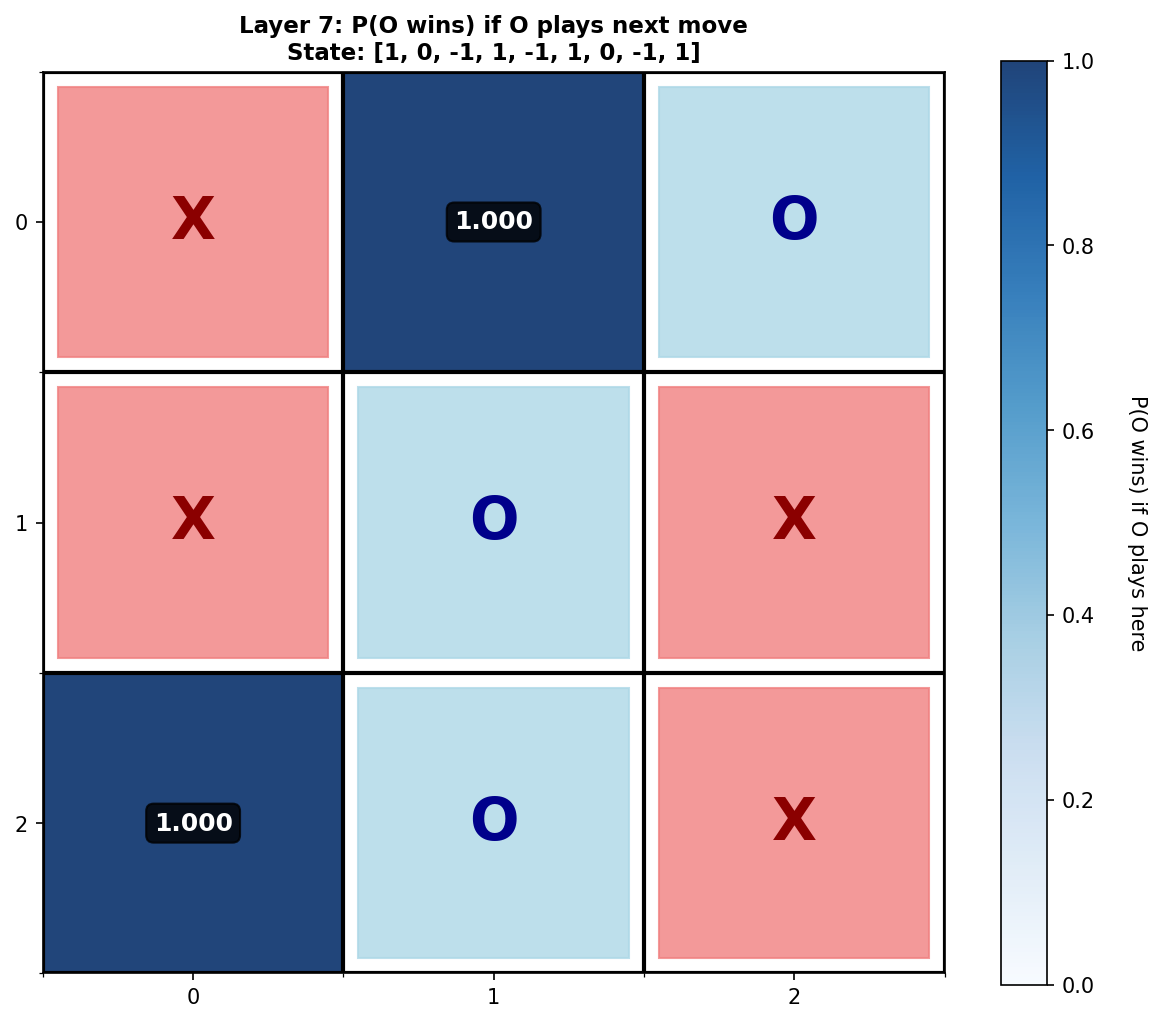 Layer 7: P(O wins) if O plays next move
State: [1, 0, -1, 1, -1, 1, 0, -1, 1]
0
X
1.000
O
1
X
O
X
2
1.000
O
X
0
1
2
1.0
0.8
0.6
0.4
0.2
0.0
P(O wins) if O plays here